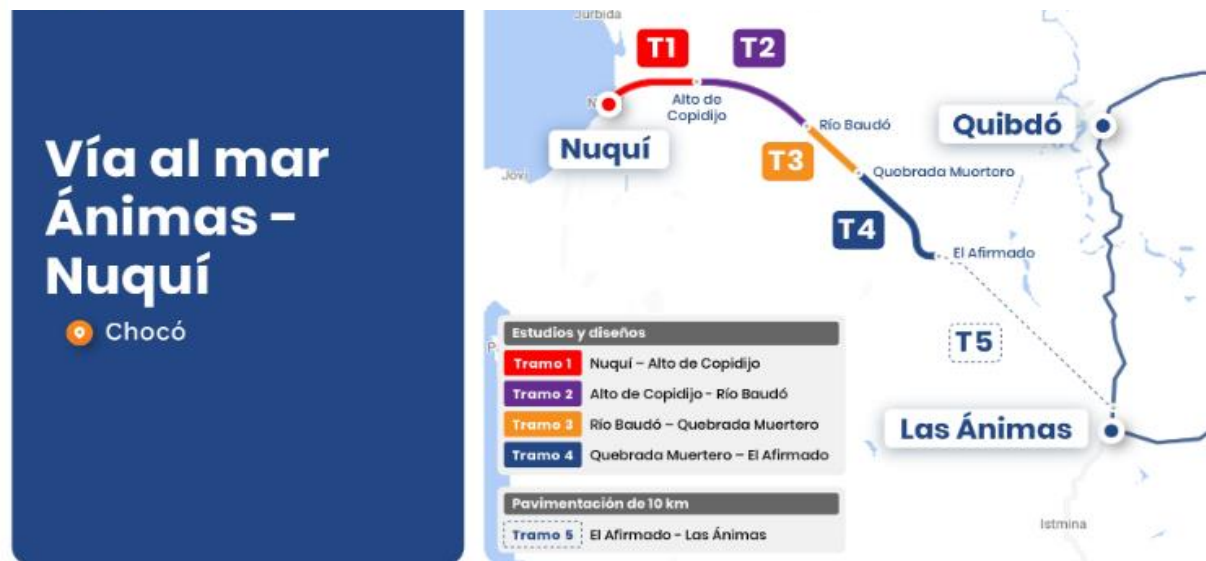 Vía al mar
Ánimas -
Nuquí
Chocó
Jurbida
T1
T2
Alto de
Copidijo
Río Baudó
Quibdó
Nuquí
T3
Quebrada Muertero
Joví
T4
El Afirmado
T5
Las Ánimas
Istmina
Estudios y diseños
Tramo 1 Nuquí – Alto de Copidijo
Tramo 2 Alto de Copidijo - Río Baudó
Tramo 3 Río Baudó – Quebrada Muertero
Tramo 4 Quebrada Muertero – El Afirmado
Pavimentación de 10 km
Tramo 5 El Afirmado - Las Ánimas